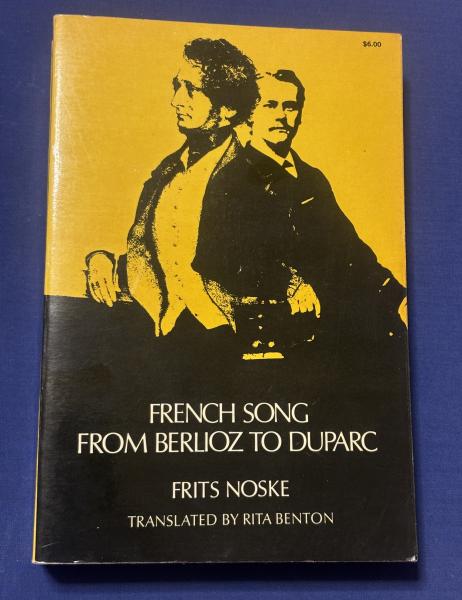 $6.00
FRENCH SONG
FROM BERLIOZ TO DUPARC
FRITS NOSKE
TRANSLATED BY RITA BENTON